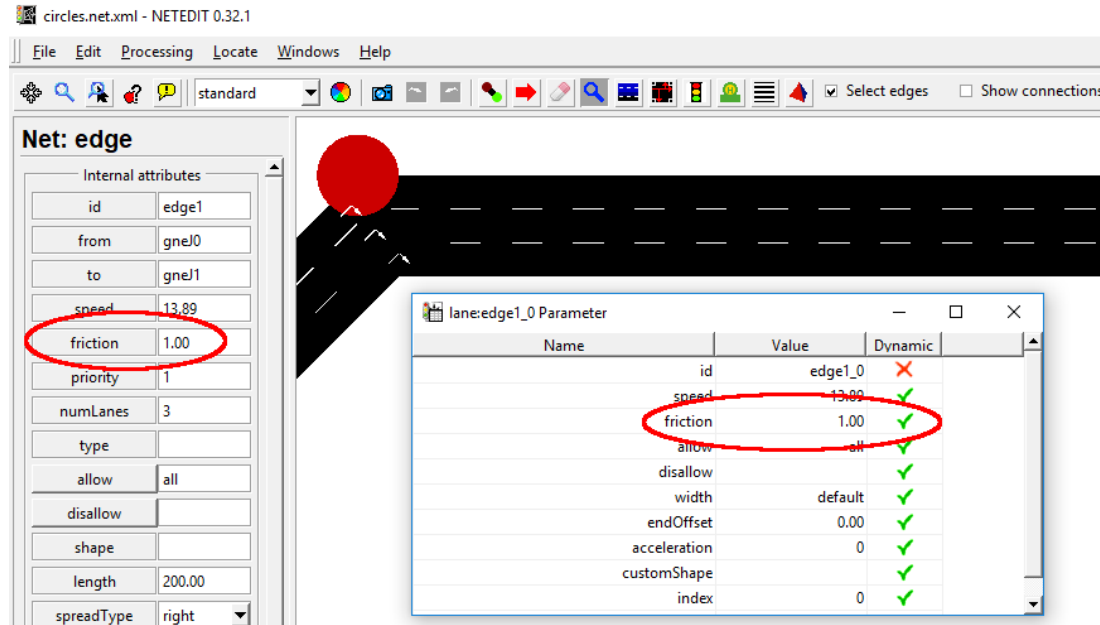 circles.net.xml - NETEDIT 0.32.1
File Edit Processing Locate Windows Help
standard Select edges Show connections
Net: edge
Internal attributes
id edge1
from gneJ0
to gneJ1
speed 13,89
friction 1.00
priority 1
numLanes 3
type
allow all
disallow
shape
length 200.00
spreadType right
lane:edge1_0 Parameter
Name Value Dynamic
id edge1_0
speed 13.89
friction 1.00
allow all
disallow
width default
endOffset 0.00
acceleration 0
customShape
index 0